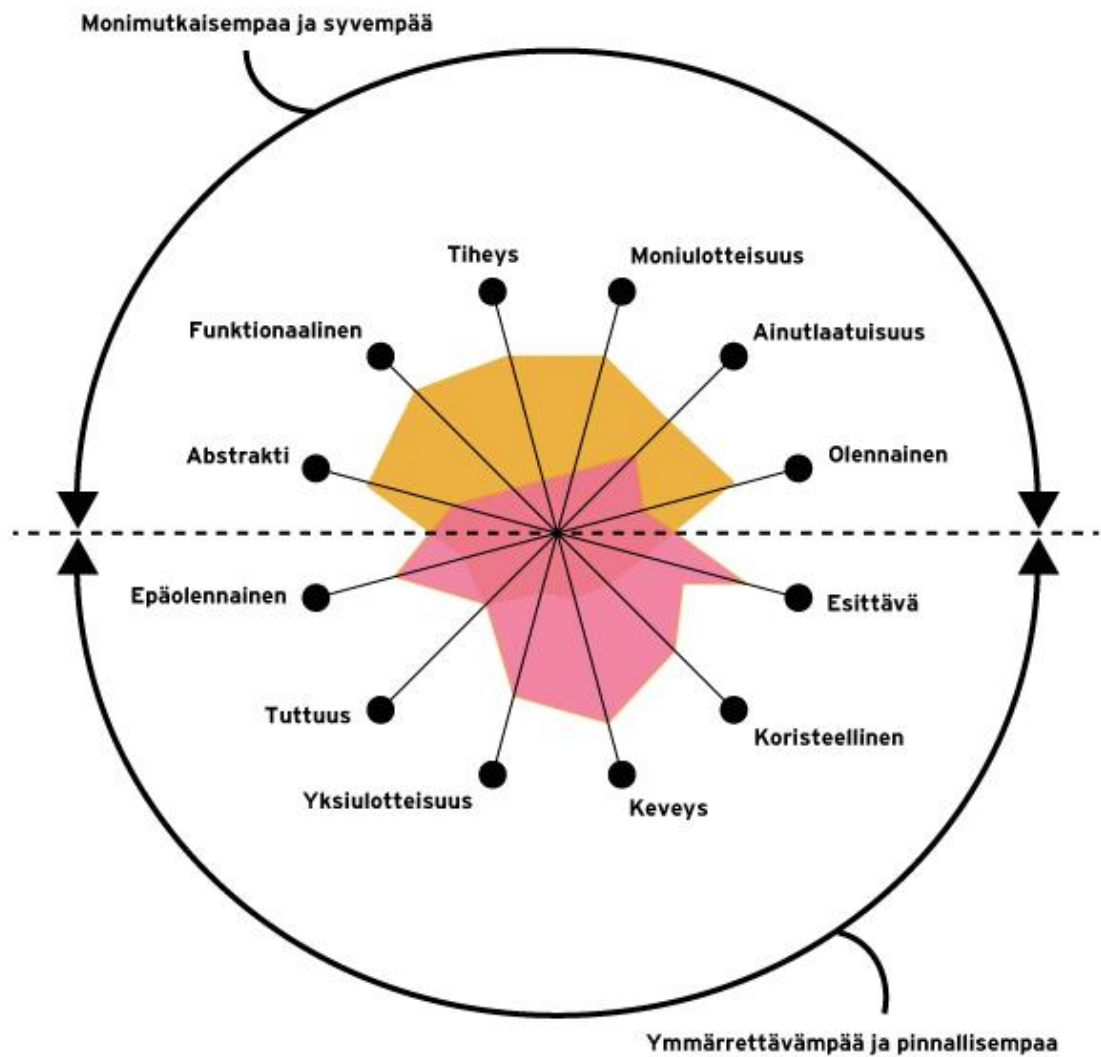 Monimutkaisempaa ja syvempää
Tiheys
Moniulotteisuus
Funktionaalinen
Ainutlaatuisuus
Abstrakti
Olennainen
Epäolennainen
Esittävä
Tuttuus
Koristeellinen
Yksiulotteisuus
Keveys
Ymmärrettävämpää ja pinnallisempaa